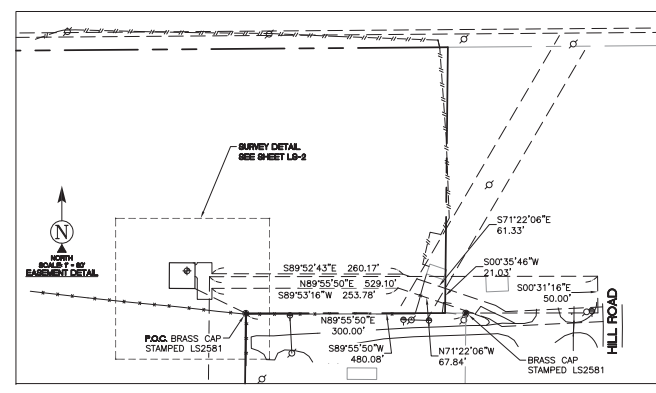 SURVEY DETAIL
SEE SHEET LS-2
N
NORTH
SCALE: 1" = 60'
EASEMENT DETAIL
S71°22'06"E
61.33'
S00°35'46"W
21.03'
S89°52'43"E 260.17'
N89°55'50"E 529.10'
S89°53'16"W 253.78'
S00°31'16"E
50.00'
HILL ROAD
N89°55'50"E
300.00'
P.O.C. BRASS CAP
STAMPED LS2581
S89°55'50"W
480.08'
N71°22'06"W
67.84'
BRASS CAP
STAMPED LS2581